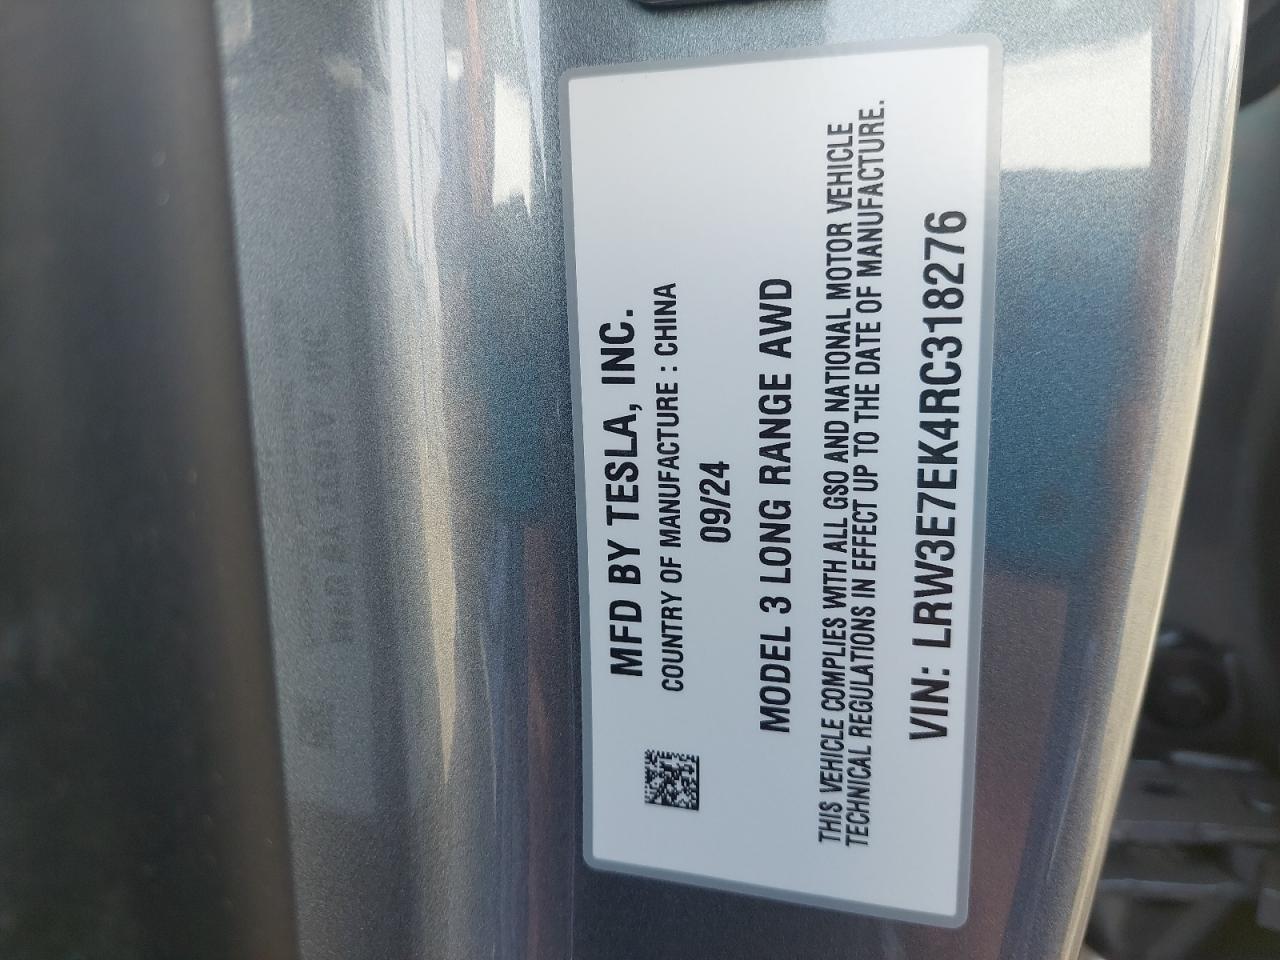 MFD BY TESLA, INC.
COUNTRY OF MANUFACTURE : CHINA
09/24
MODEL 3 LONG RANGE AWD
THIS VEHICLE COMPLIES WITH ALL GSO AND NATIONAL MOTOR VEHICLE
TECHNICAL REGULATIONS IN EFFECT UP TO THE DATE OF MANUFACTURE.
VIN: LRW3E7EK4RC318276